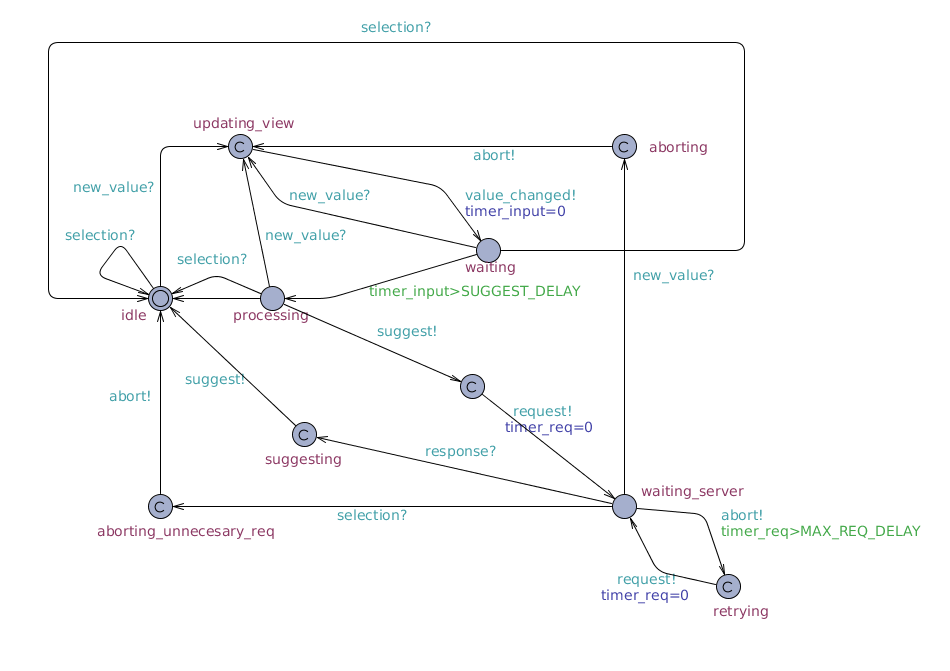 selection?
updating_view
C
C
aborting
abort!
new_value?
new_value?
value_changed!
timer_input=0
selection?
new_value?
selection?
waiting
new_value?
timer_input>SUGGEST_DELAY
idle
processing
suggest!
suggest!
C
abort!
request!
timer_req=0
C
response?
suggesting
waiting_server
C
selection?
abort!
timer_req>MAX_REQ_DELAY
aborting_unnecesary_req
request!
timer_req=0
C
retrying